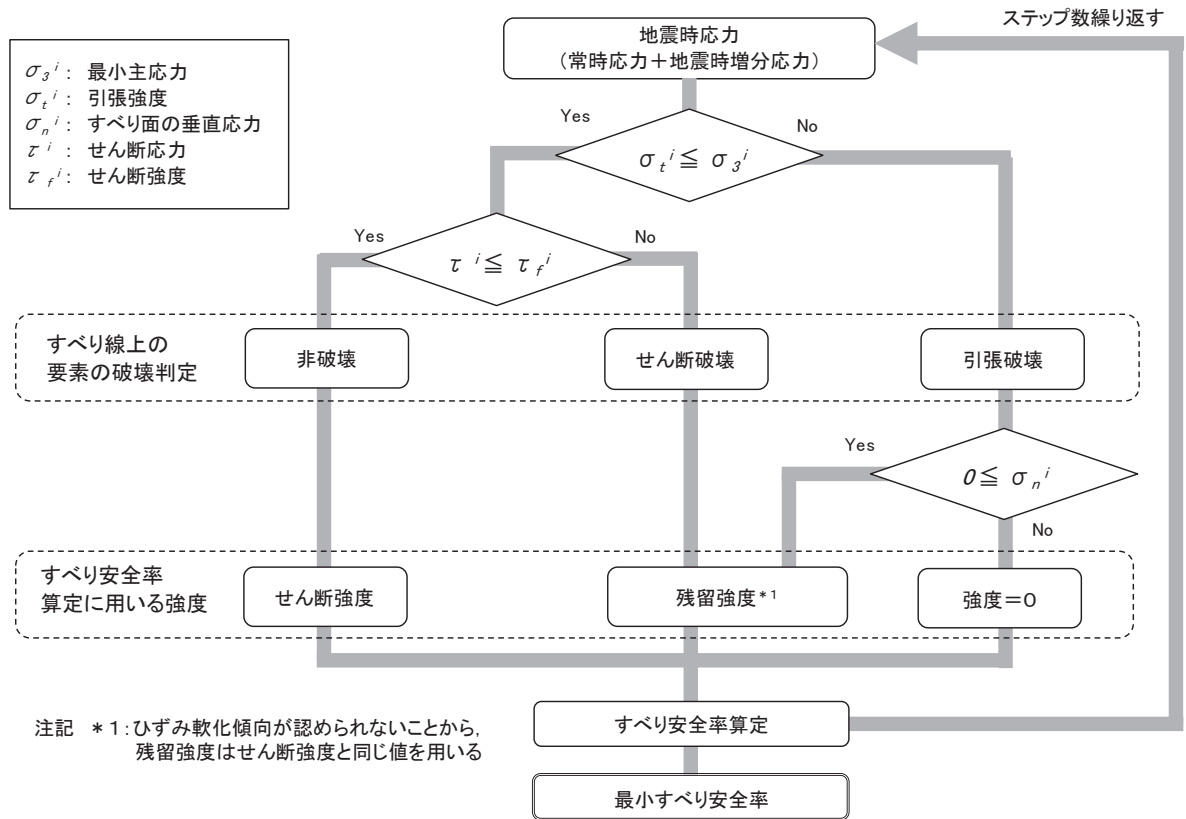 ステップ数繰り返す
地震時応力
(常時応力＋地震時増分応力)
σ₃ⁱ： 最小主応力
σₜⁱ： 引張強度
σₙⁱ： すべり面の垂直応力
τⁱ： せん断応力
τ_fⁱ： せん断強度
Yes
No
σₜⁱ≦ σ₃ⁱ
Yes
No
τⁱ≦ τ_fⁱ
すべり線上の
要素の破壊判定
非破壊
せん断破壊
引張破壊
Yes
0≦ σₙⁱ
No
すべり安全率
算定に用いる強度
せん断強度
残留強度*1
強度＝0
すべり安全率算定
注記 ＊1：ひずみ軟化傾向が認められないことから，
残留強度はせん断強度と同じ値を用いる
最小すべり安全率